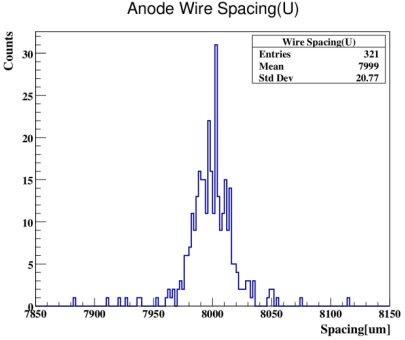 Anode Wire Spacing(U)
Counts
Wire Spacing(U)
Entries 321
Mean 7999
Std Dev 20.77
30
25
20
15
10
5
0
7850 7900 7950 8000 8050 8100 8150
Spacing[um]